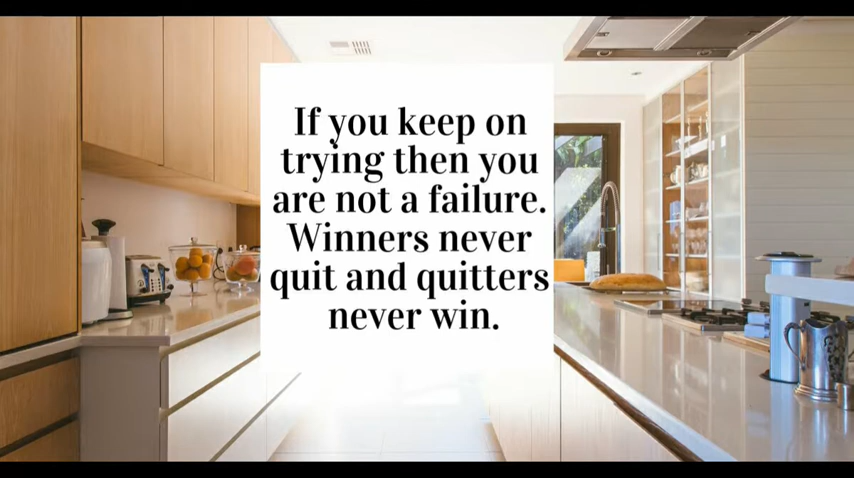 If you keep on
trying then you
are not a failure.
Winners never
quit and quitters
never win.